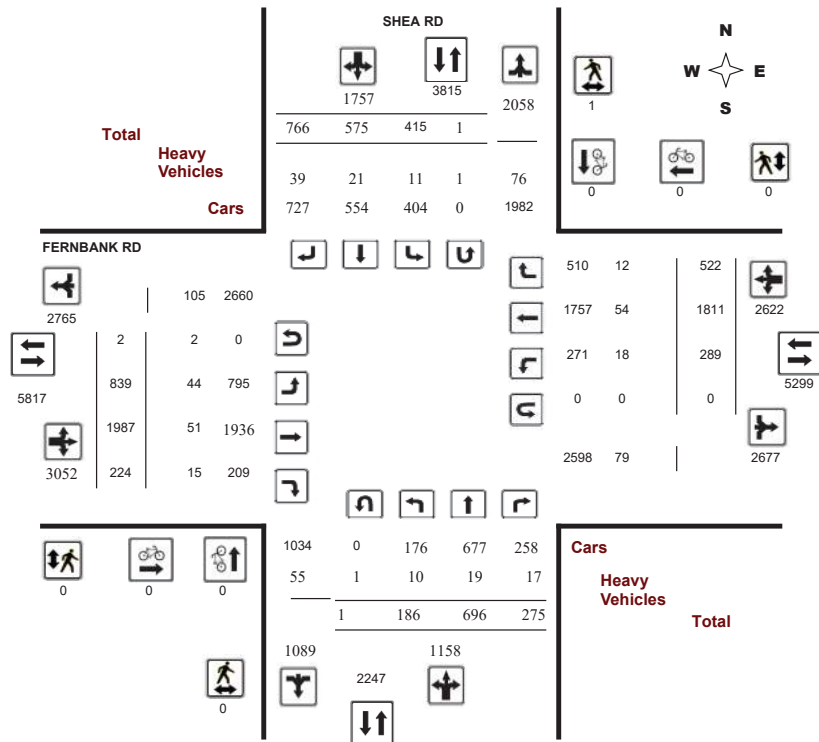 SHEA RD
N
W E
S
1757
3815
2058
1
Total
766 575 415 1
Heavy
Vehicles
39 21 11 1 76
0 0 0
Cars
727 554 404 0 1982
FERNBANK RD
510 12 522
105 2660
1757 54 1811 2622
2765
2 2 0
271 18 289
5299
5817
839 44 795
0 0 0
1987 51 1936
3052
224 15 209
2598 79 2677
1034 0 176 677 258
Cars
55 1 10 19 17
Heavy
Vehicles
0 0 0
1 186 696 275
Total
1089 1158
2247
0